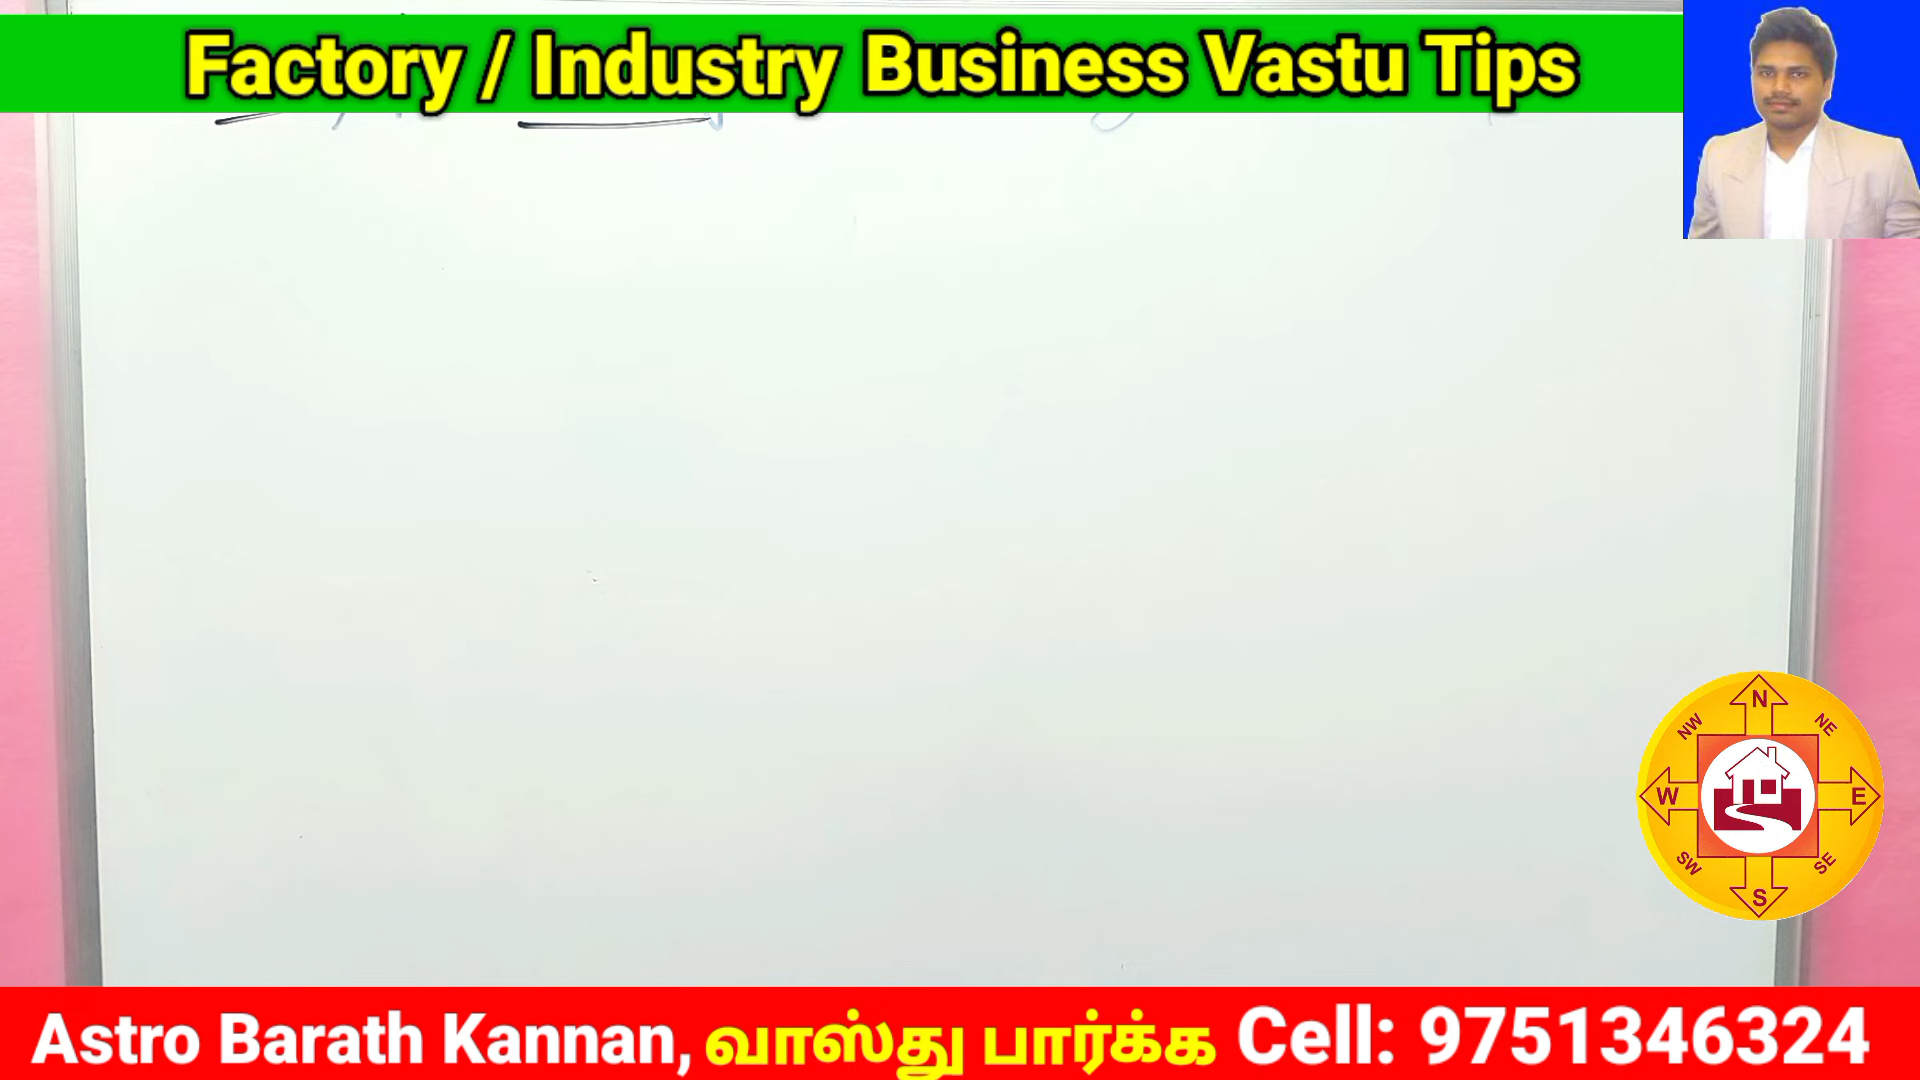 Factory / Industry Business Vastu Tips
N
NW
NE
W
E
SW
SE
S
Astro Barath Kannan, வாஸ்து பார்க்க Cell: 9751346324